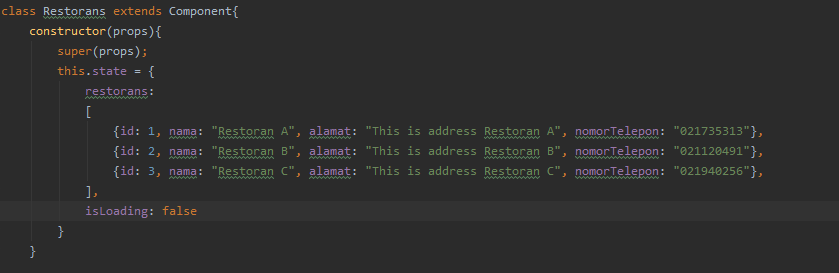 class Restorans extends Component{
    constructor(props){
        super(props);
        this.state = {
            restorans:
            [
                {id: 1, nama: "Restoran A", alamat: "This is address Restoran A", nomorTelepon: "021735313"},
                {id: 2, nama: "Restoran B", alamat: "This is address Restoran B", nomorTelepon: "021120491"},
                {id: 3, nama: "Restoran C", alamat: "This is address Restoran C", nomorTelepon: "021940256"},
            ],
            isLoading: false
        }
    }